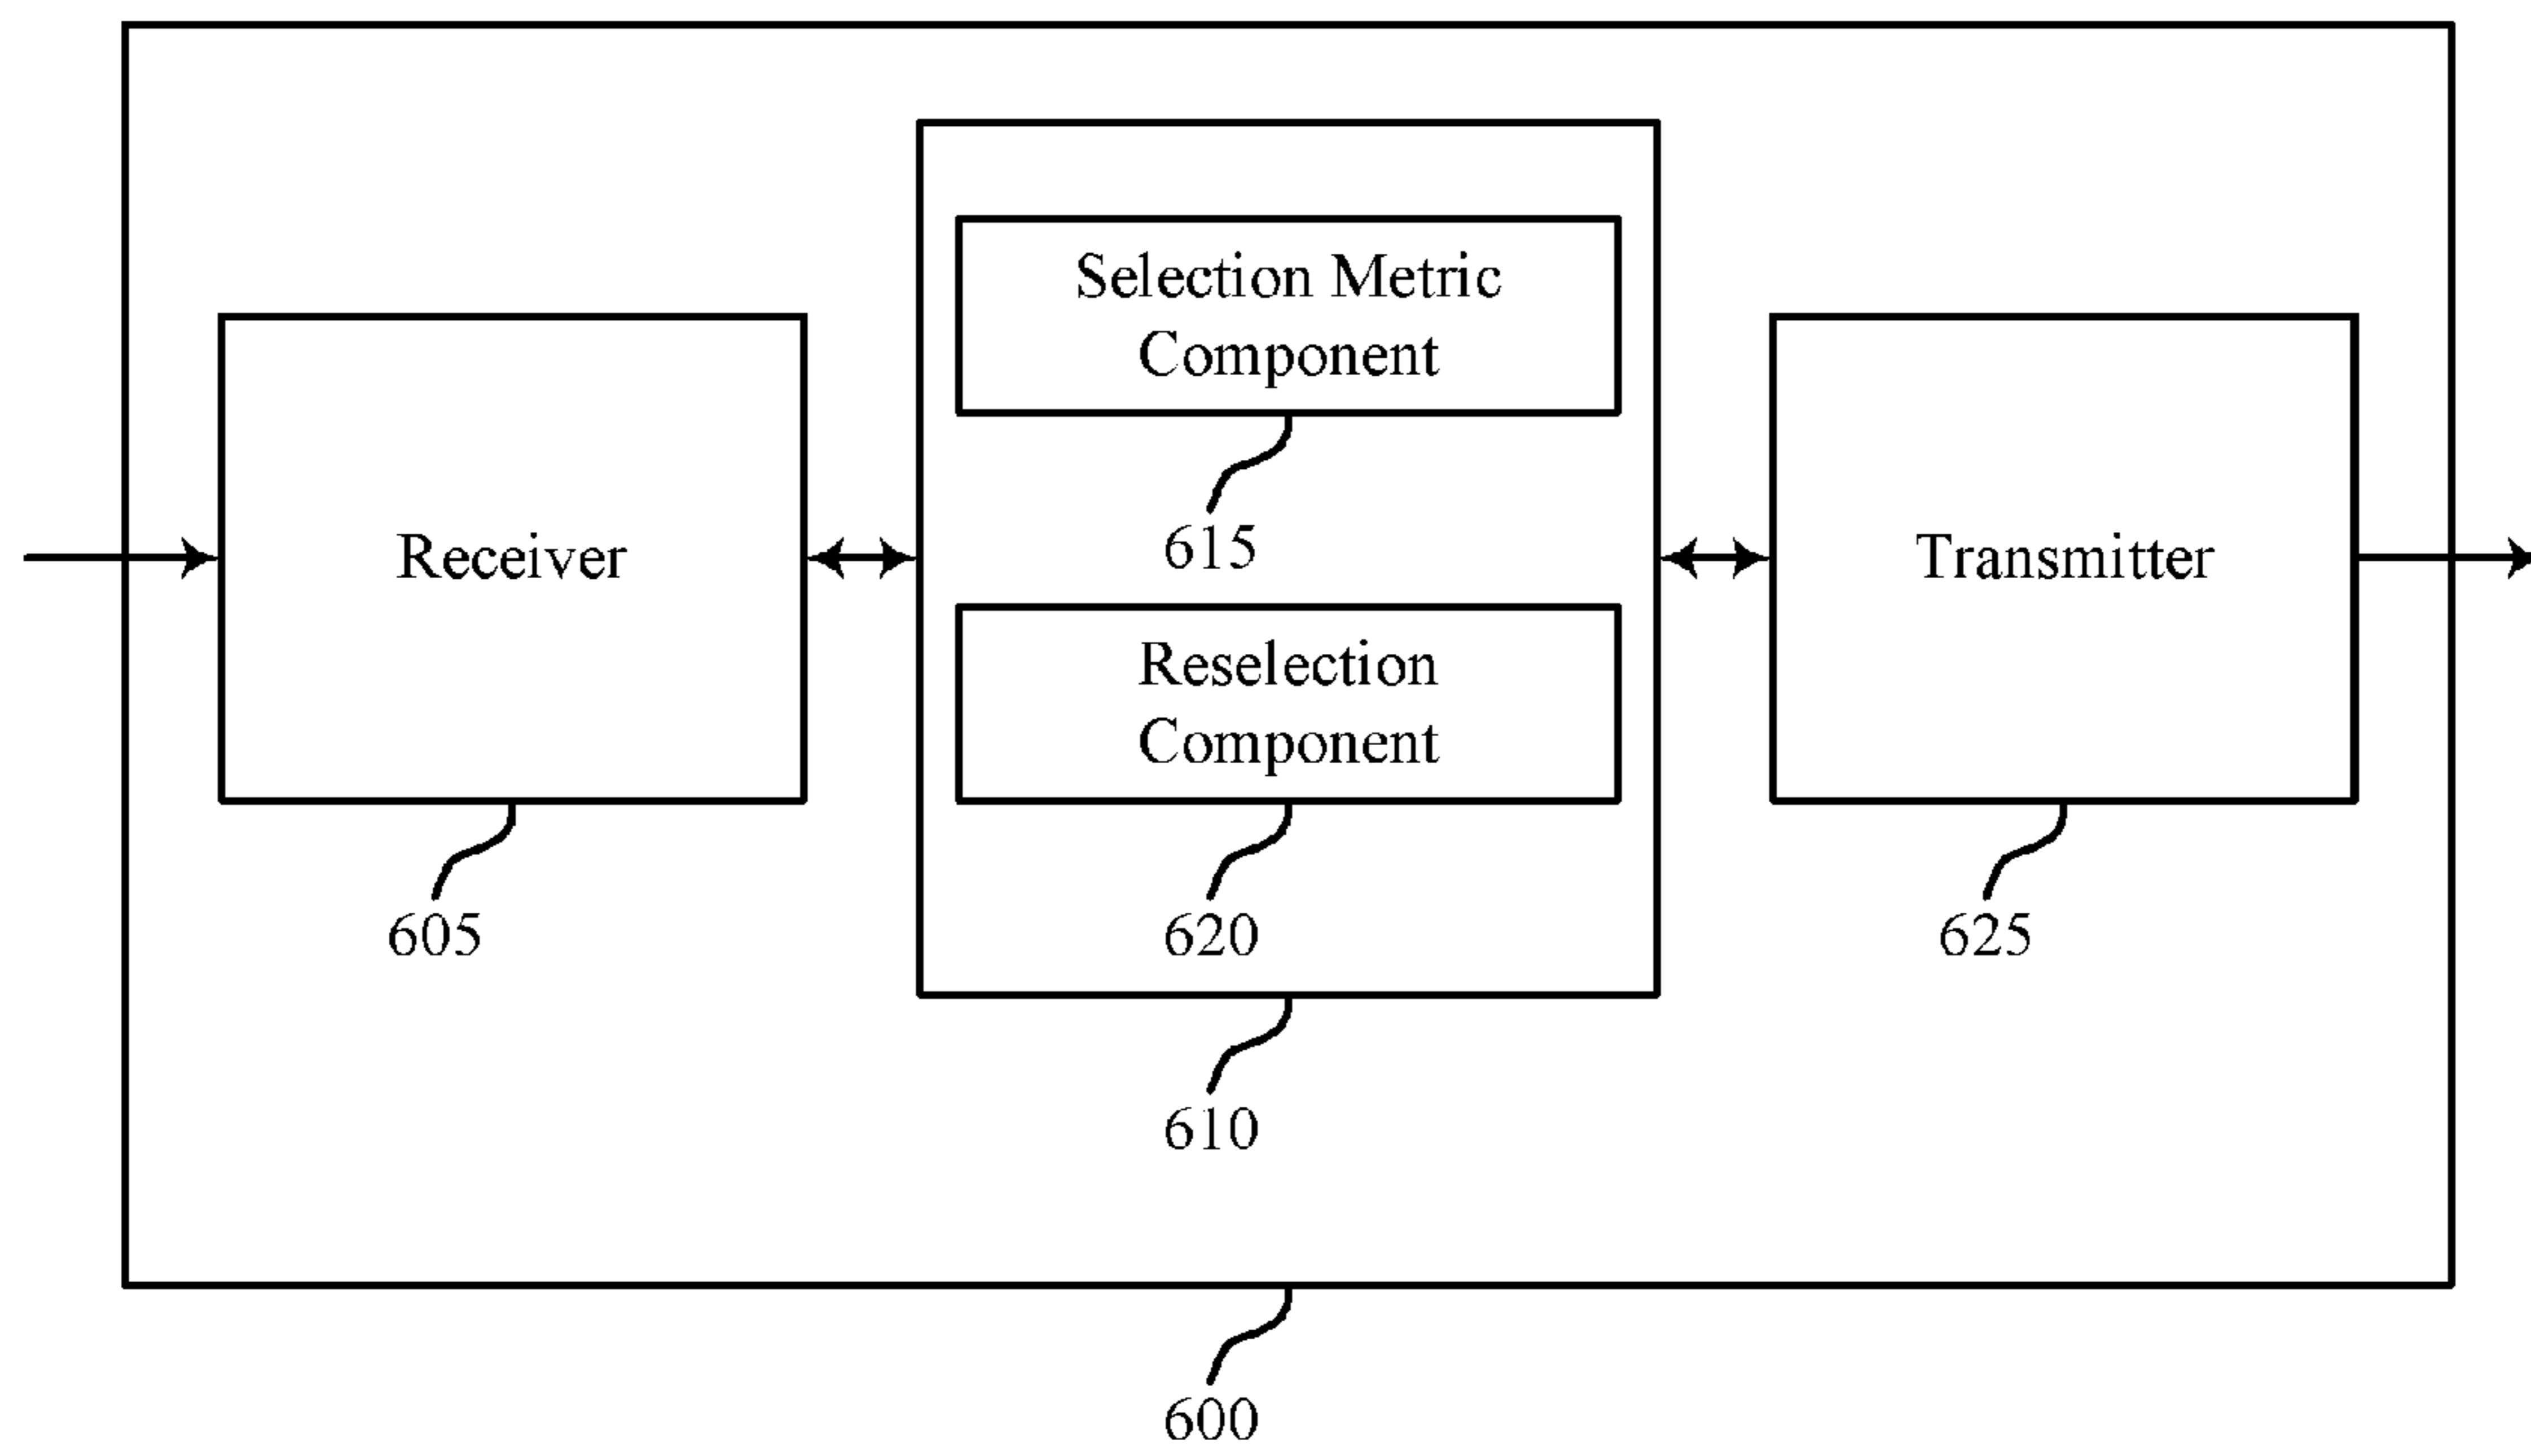 Selection Metric
Component
615
Receiver
Transmitter
Reselection
Component
605
620
625
610
600